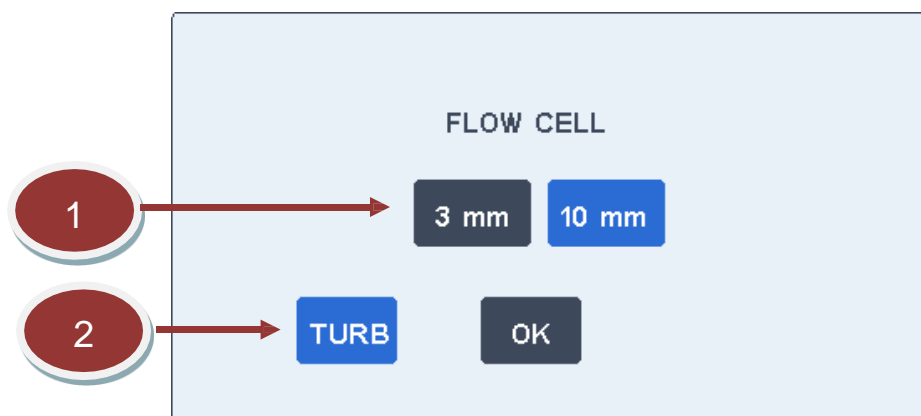 FLOW CELL
1
3 mm 10 mm
2
TURB OK